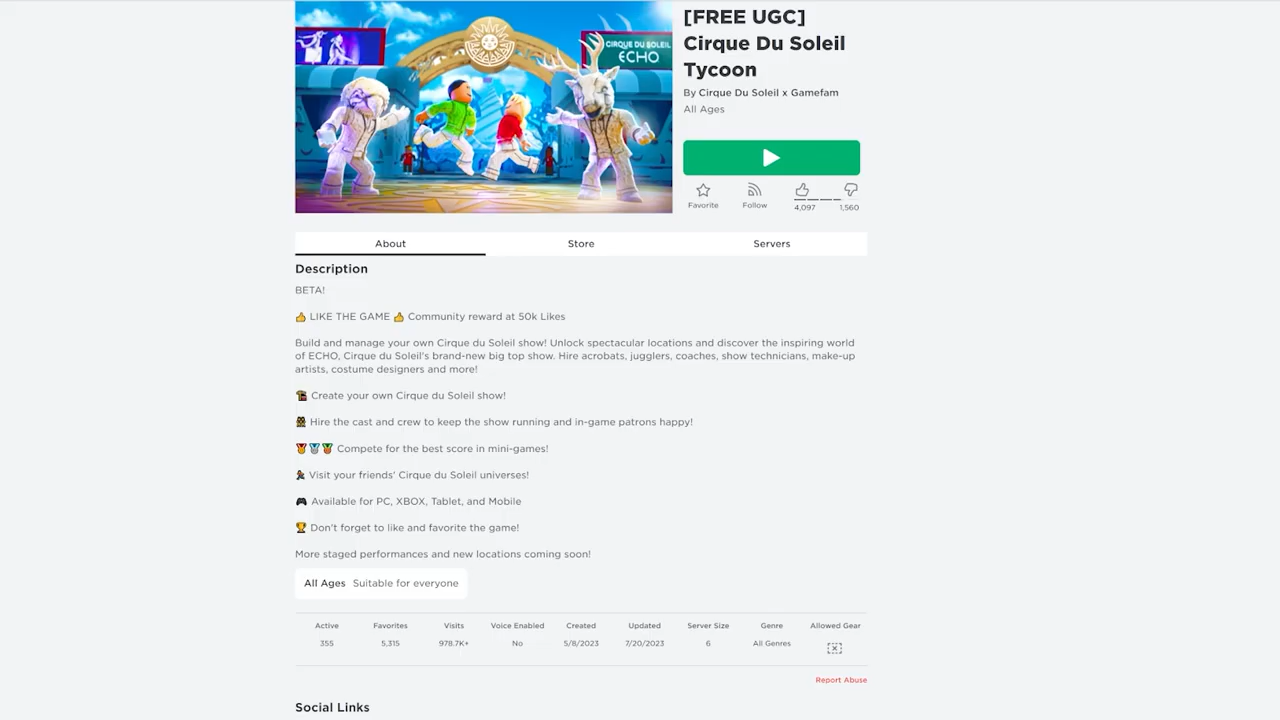 CIRQUE DU SOLEIL
ECHO
[FREE UGC]
Cirque Du Soleil
Tycoon
By Cirque Du Soleil x Gamefam
All Ages
Favorite
Follow
4,097
1,560
About
Store
Servers
Description
BETA!
👍 LIKE THE GAME 👍 Community reward at 50k Likes
Build and manage your own Cirque du Soleil show! Unlock spectacular locations and discover the inspiring world
of ECHO, Cirque du Soleil's brand-new big top show. Hire acrobats, jugglers, coaches, show technicians, make-up
artists, costume designers and more!
Create your own Cirque du Soleil show!
Hire the cast and crew to keep the show running and in-game patrons happy!
🥇🥈🥉 Compete for the best score in mini-games!
Visit your friends' Cirque du Soleil universes!
🎮 Available for PC, XBOX, Tablet, and Mobile
🏆 Don't forget to like and favorite the game!
More staged performances and new locations coming soon!
All Ages Suitable for everyone
Active Favorites Visits Voice Enabled Created Updated Server Size Genre Allowed Gear
355 5,315 978.7K+ No 5/8/2023 7/20/2023 6 All Genres
Report Abuse
Social Links